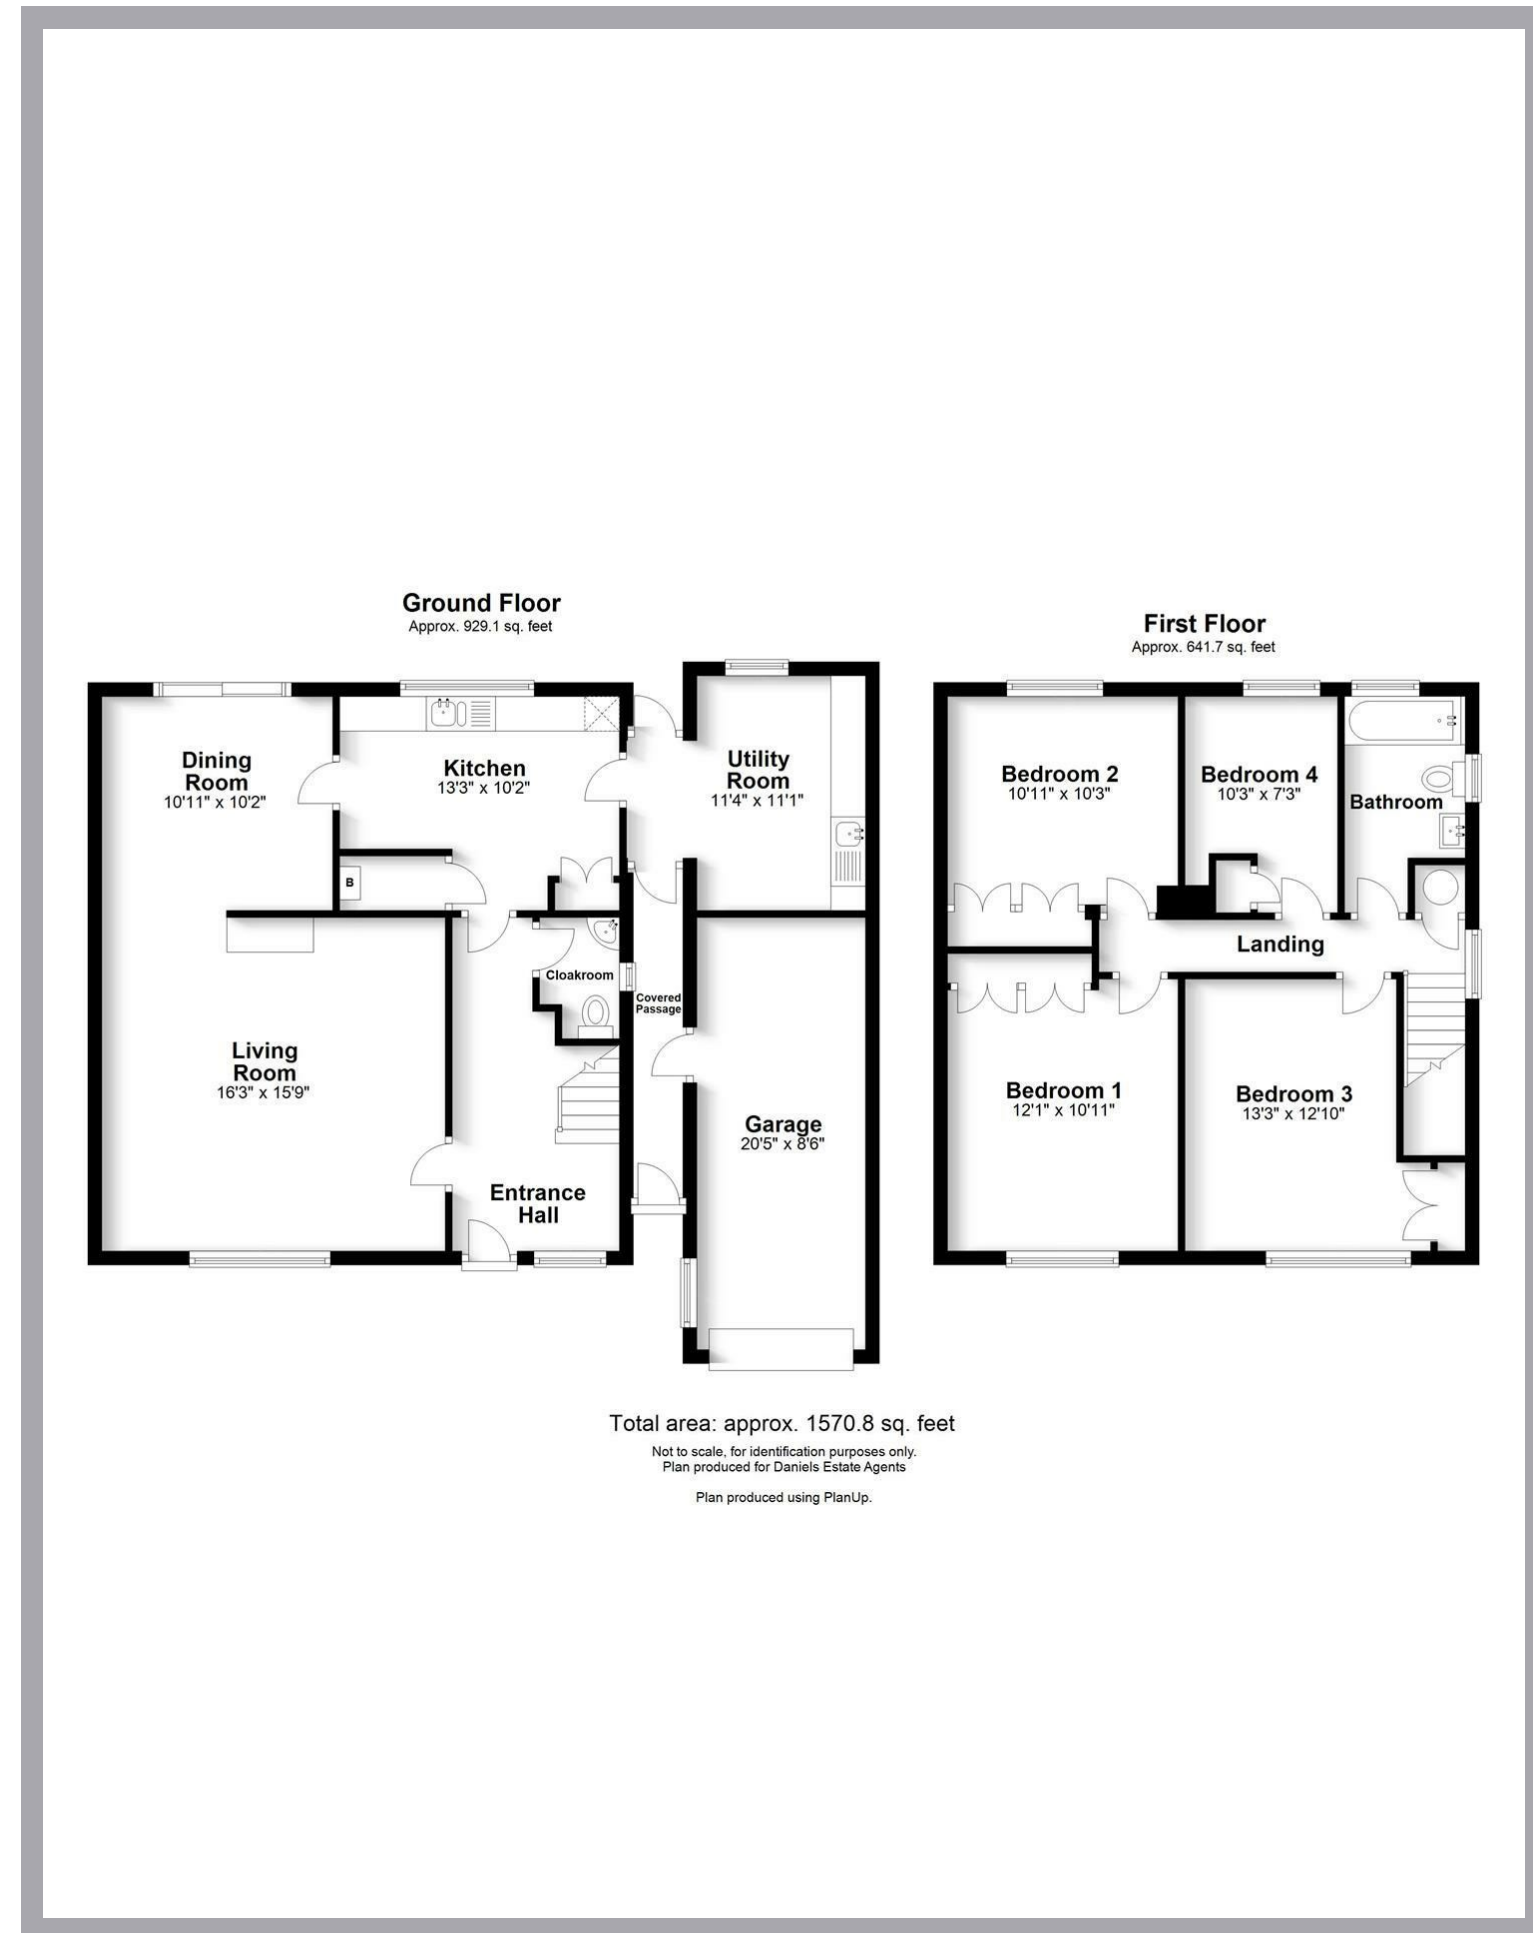 Ground Floor
Approx. 929.1 sq. feet
Dining
Room
10'11" x 10'2"
Kitchen
13'3" x 10'2"
Utility
Room
11'4" x 11'1"
B
Cloakroom
Covered
Passage
Living
Room
16'3" x 15'9"
Garage
20'5" x 8'6"
Entrance
Hall
First Floor
Approx. 641.7 sq. feet
Bedroom 2
10'11" x 10'3"
Bedroom 4
10'3" x 7'3"
Bathroom
Landing
Bedroom 1
12'1" x 10'11"
Bedroom 3
13'3" x 12'10"
Total area: approx. 1570.8 sq. feet
Not to scale, for identification purposes only.
Plan produced for Daniels Estate Agents
Plan produced using PlanUp.